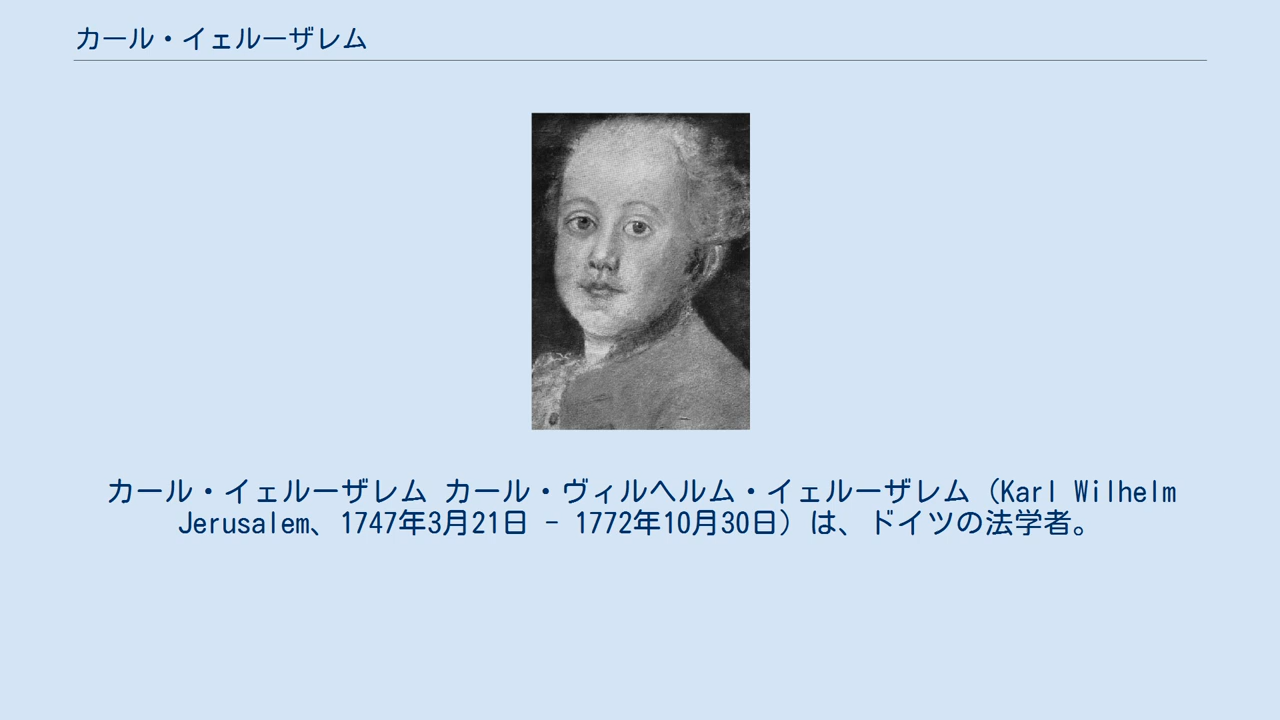 カール・イェルーザレム
カール・イェルーザレム カール・ヴィルヘルム・イェルーザレム（Karl Wilhelm
Jerusalem、1747年3月21日 - 1772年10月30日）は、ドイツの法学者。